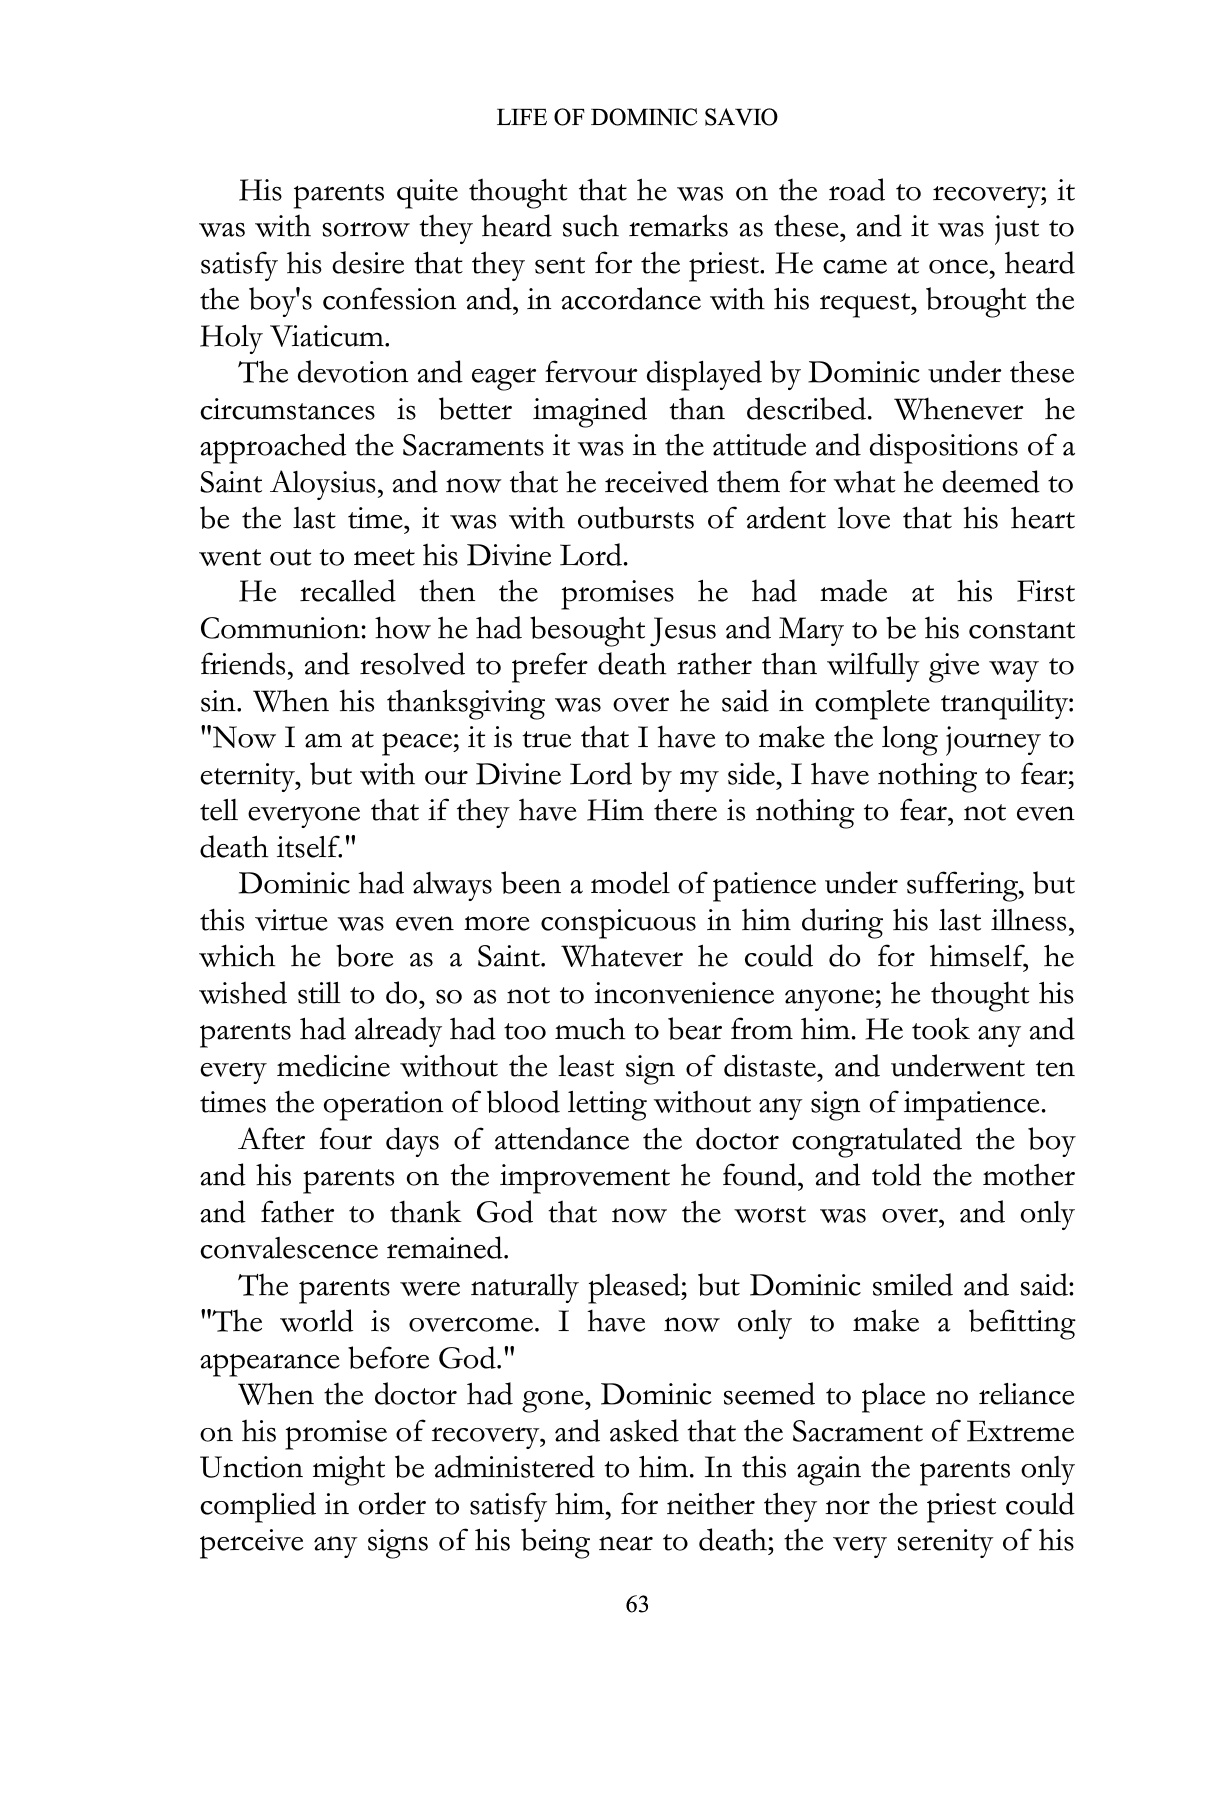 LIFE OF DOMINIC SAVIO
His parents quite thought that he was on the road to recovery; it
was with sorrow they heard such remarks as these, and it was just to
satisfy his desire that they sent for the priest. He came at once, heard
the boy's confession and, in accordance with his request, brought the
Holy Viaticum.
The devotion and eager fervour displayed by Dominic under these
circumstances is better imagined than described. Whenever he
approached the Sacraments it was in the attitude and dispositions of a
Saint Aloysius, and now that he received them for what he deemed to
be the last time, it was with outbursts of ardent love that his heart
went out to meet his Divine Lord.
He recalled then the promises he had made at his First
Communion: how he had besought Jesus and Mary to be his constant
friends, and resolved to prefer death rather than wilfully give way to
sin. When his thanksgiving was over he said in complete tranquility:
"Now I am at peace; it is true that I have to make the long journey to
eternity, but with our Divine Lord by my side, I have nothing to fear;
tell everyone that if they have Him there is nothing to fear, not even
death itself."
Dominic had always been a model of patience under suffering, but
this virtue was even more conspicuous in him during his last illness,
which he bore as a Saint. Whatever he could do for himself, he
wished still to do, so as not to inconvenience anyone; he thought his
parents had already had too much to bear from him. He took any and
every medicine without the least sign of distaste, and underwent ten
times the operation of blood letting without any sign of impatience.
After four days of attendance the doctor congratulated the boy
and his parents on the improvement he found, and told the mother
and father to thank God that now the worst was over, and only
convalescence remained.
The parents were naturally pleased; but Dominic smiled and said:
"The world is overcome. I have now only to make a befitting
appearance before God."
When the doctor had gone, Dominic seemed to place no reliance
on his promise of recovery, and asked that the Sacrament of Extreme
Unction might be administered to him. In this again the parents only
complied in order to satisfy him, for neither they nor the priest could
perceive any signs of his being near to death; the very serenity of his
63